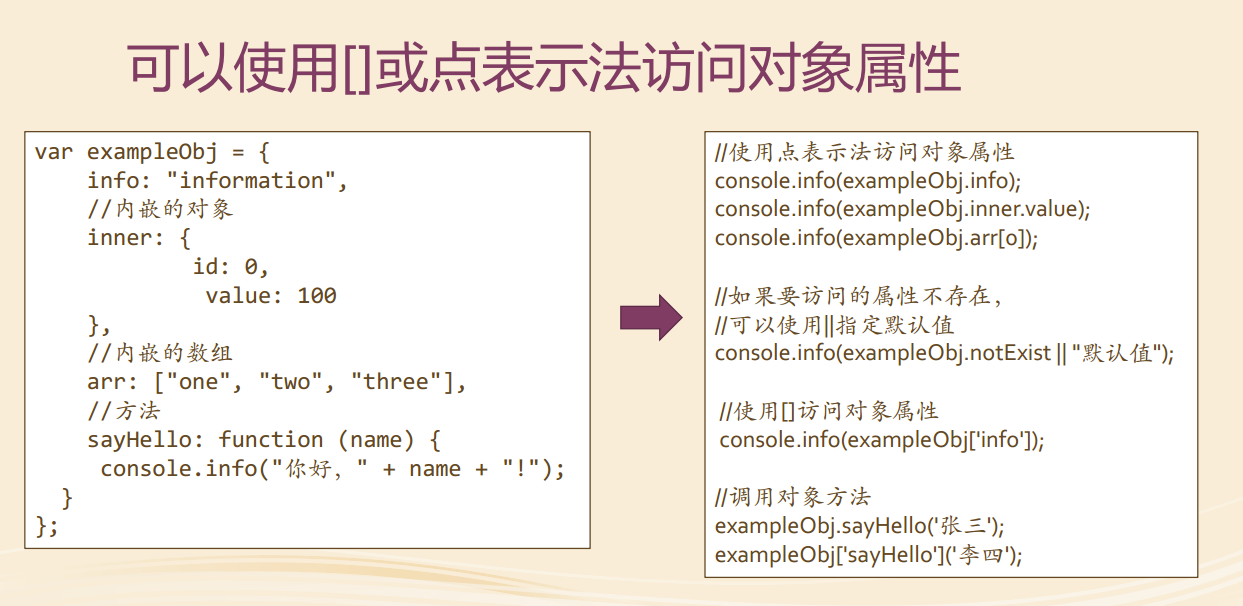 可以使用[]或点表示法访问对象属性
var exampleObj = {
    info: "information",
    //内嵌的对象
    inner: {
            id: 0,
             value: 100
    },
    //内嵌的数组
    arr: ["one", "two", "three"],
    //方法
    sayHello: function (name) {
     console.info("你好，" + name + "!");
  }
};
//使用点表示法访问对象属性
console.info(exampleObj.info);
console.info(exampleObj.inner.value);
console.info(exampleObj.arr[0]);
//如果要访问的属性不存在，
//可以使用||指定默认值
console.info(exampleObj.notExist || "默认值");
//使用[]访问对象属性
console.info(exampleObj['info']);
//调用对象方法
exampleObj.sayHello('张三');
exampleObj['sayHello']('李四');